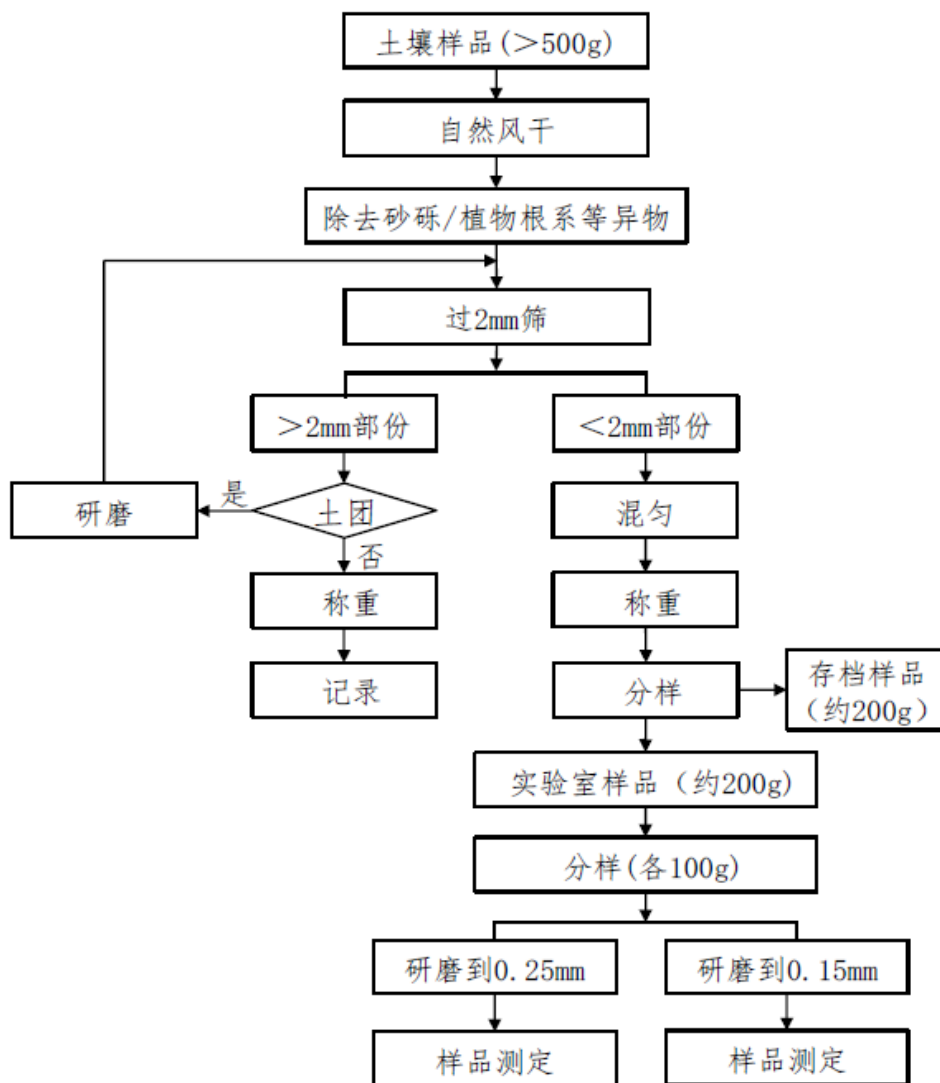 土壤样品(＞500g)
自然风干
除去砂砾/植物根系等异物
过2mm筛
＞2mm部份
＜2mm部份
研磨
是
土团
混匀
否
称重
称重
记录
分样
存档样品
（约200g）
实验室样品（约200g)
分样(各100g)
研磨到0.25mm
研磨到0.15mm
样品测定
样品测定